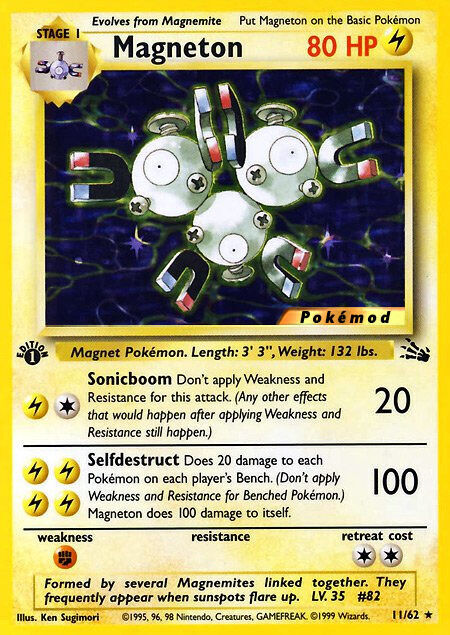 Evolves from Magnemite Put Magneton on the Basic Pokémon
STAGE 1
Magneton 80 HP
Pokémod
EDITION
1
Magnet Pokémon. Length: 3' 3", Weight: 132 lbs.
Sonicboom Don't apply Weakness and
Resistance for this attack. (Any other effects
that would happen after applying Weakness and
Resistance still happen.)
20
Selfdestruct Does 20 damage to each
Pokémon on each player's Bench. (Don't apply
Weakness and Resistance for Benched Pokémon.)
Magneton does 100 damage to itself.
100
weakness resistance retreat cost
Formed by several Magnemites linked together. They
frequently appear when sunspots flare up. LV. 35 #82
Illus. Ken Sugimori ©1995, 96, 98 Nintendo, Creatures, GAMEFREAK. ©1999 Wizards. 11/62 ★